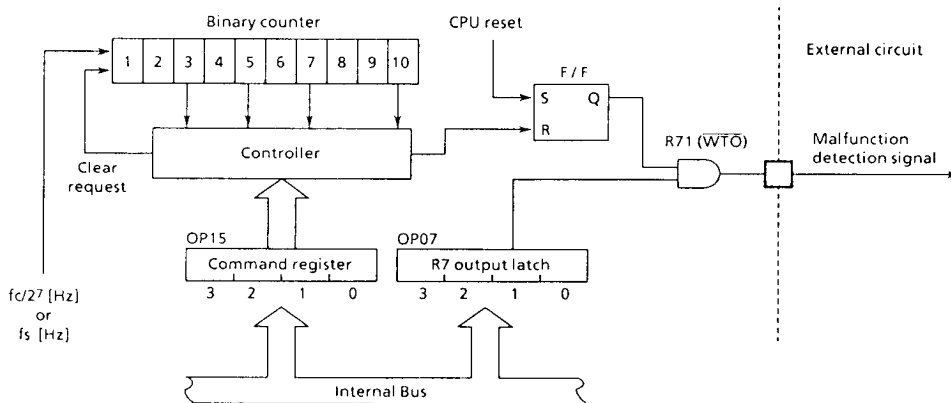 Binary counter
CPU reset
External circuit
1 2 3 4 5 6 7 8 9 10
F/F
S Q
R
R71 (W̅T̅O̅)
Malfunction
detection signal
Controller
Clear
request
OP15
OP07
Command register
R7 output latch
3 2 1 0
3 2 1 0
fc/2⁷ [Hz]
or
fs [Hz]
Internal Bus